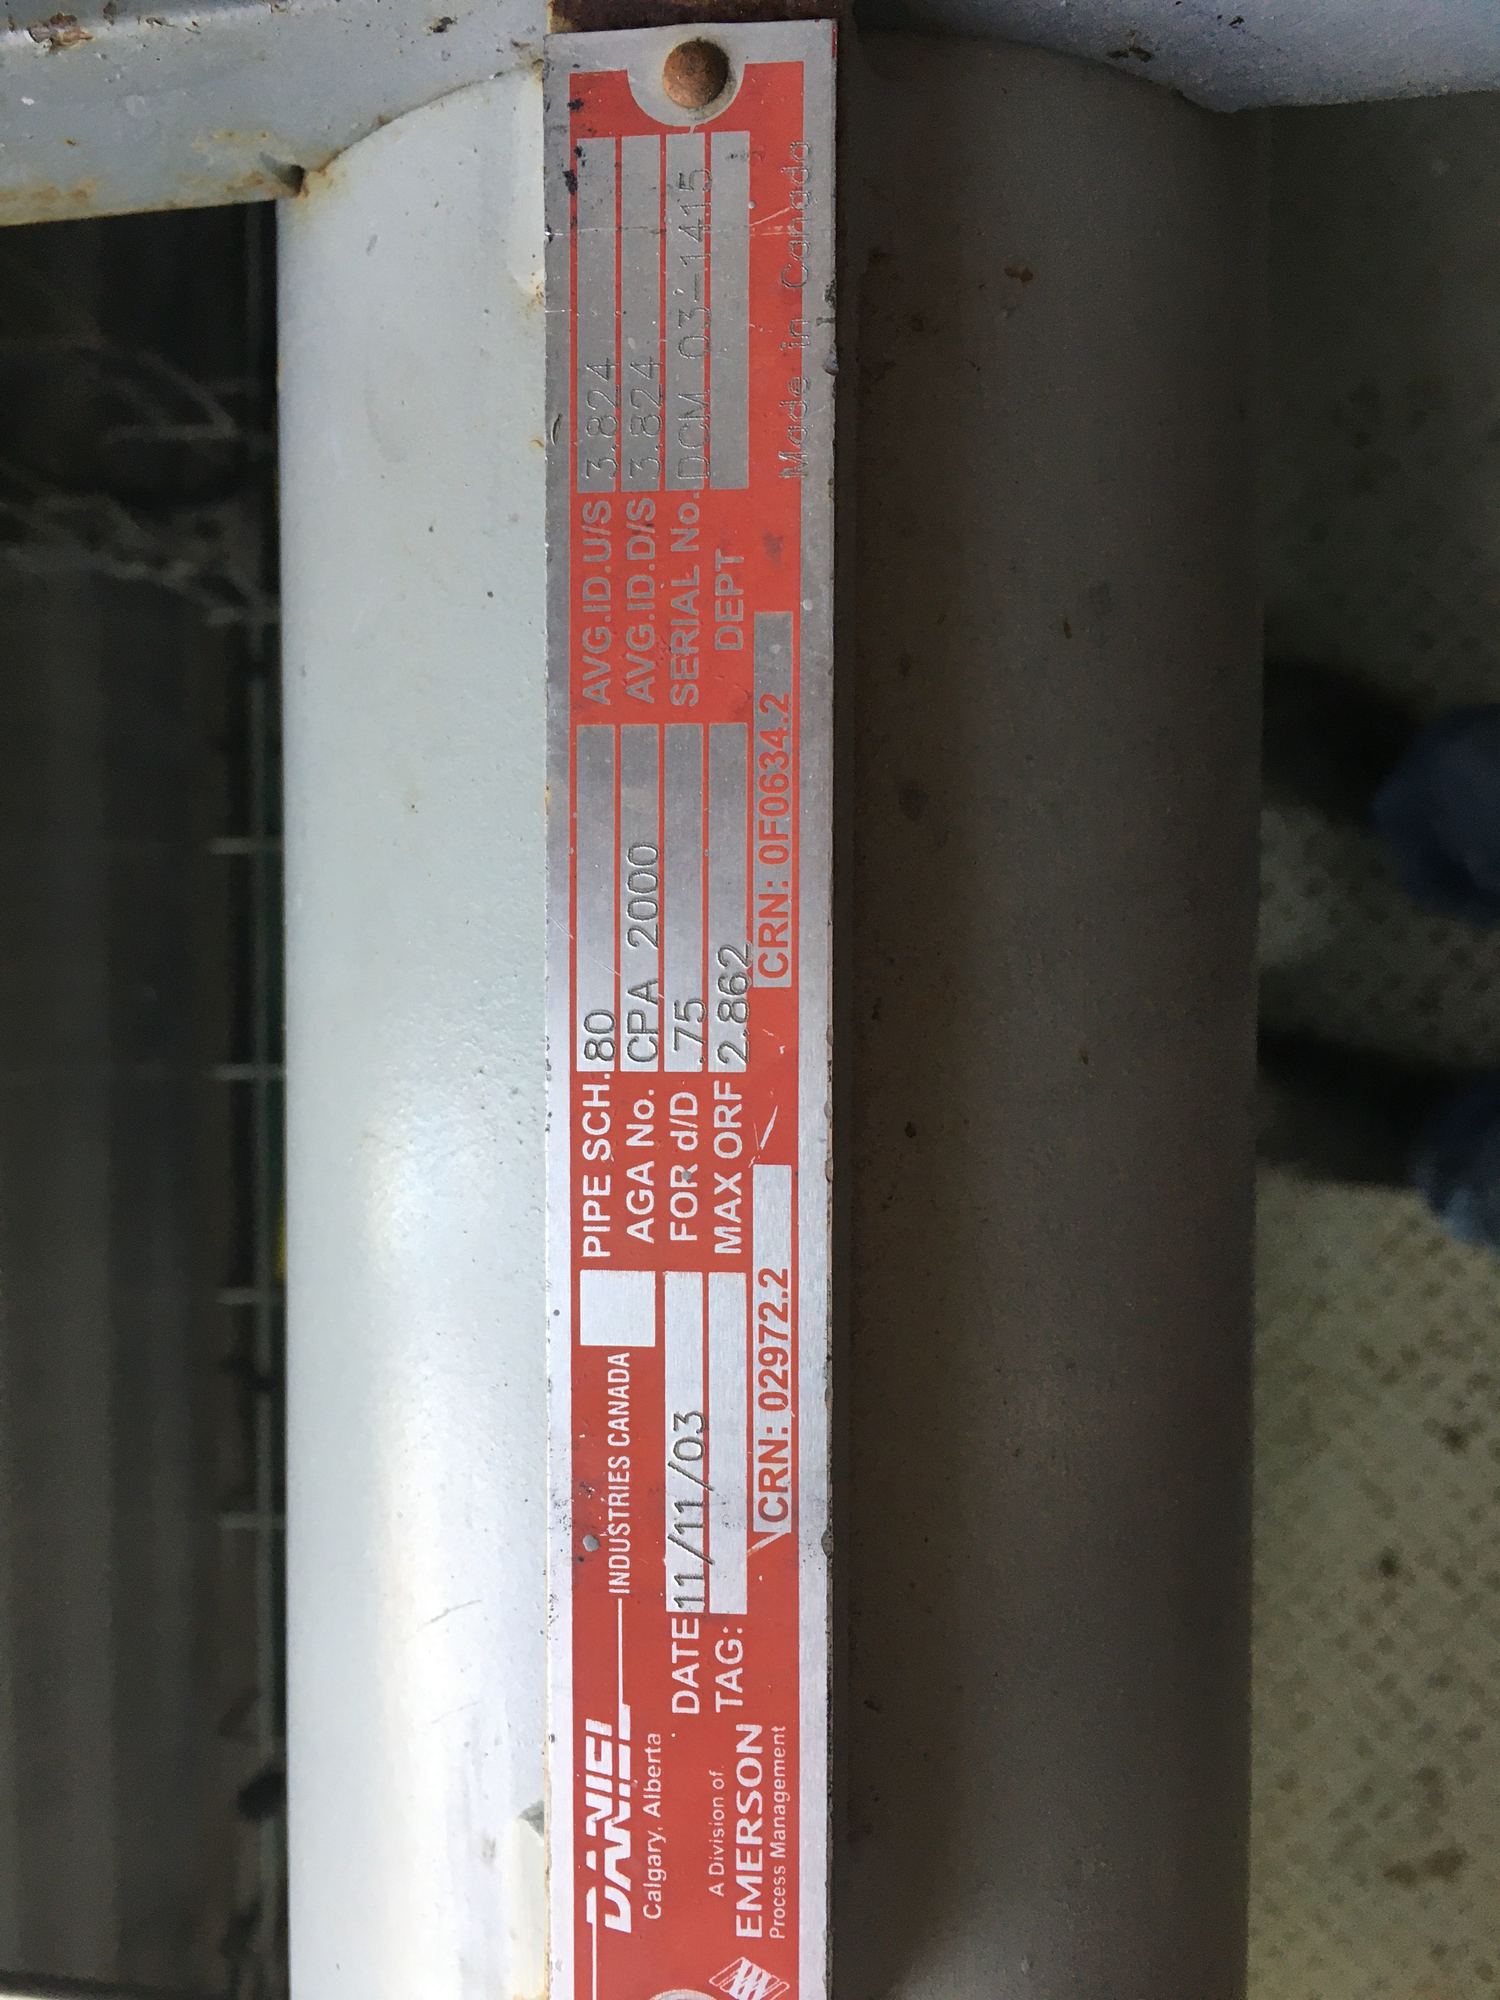 DANIEL INDUSTRIES CANADA
Calgary, Alberta
A Division of
EMERSON
Process Management
DATE 11/11/03
TAG:
CRN: 02972.2
PIPE SCH. 80
AGA No. CPA 2000
FOR d/D .75
MAX ORF 2.862
CRN: 0F0634.2
AVG.ID.U/S 3.824
AVG.ID.D/S 3.824
SERIAL No. DCM 03-1415
DEPT
Made in Canada